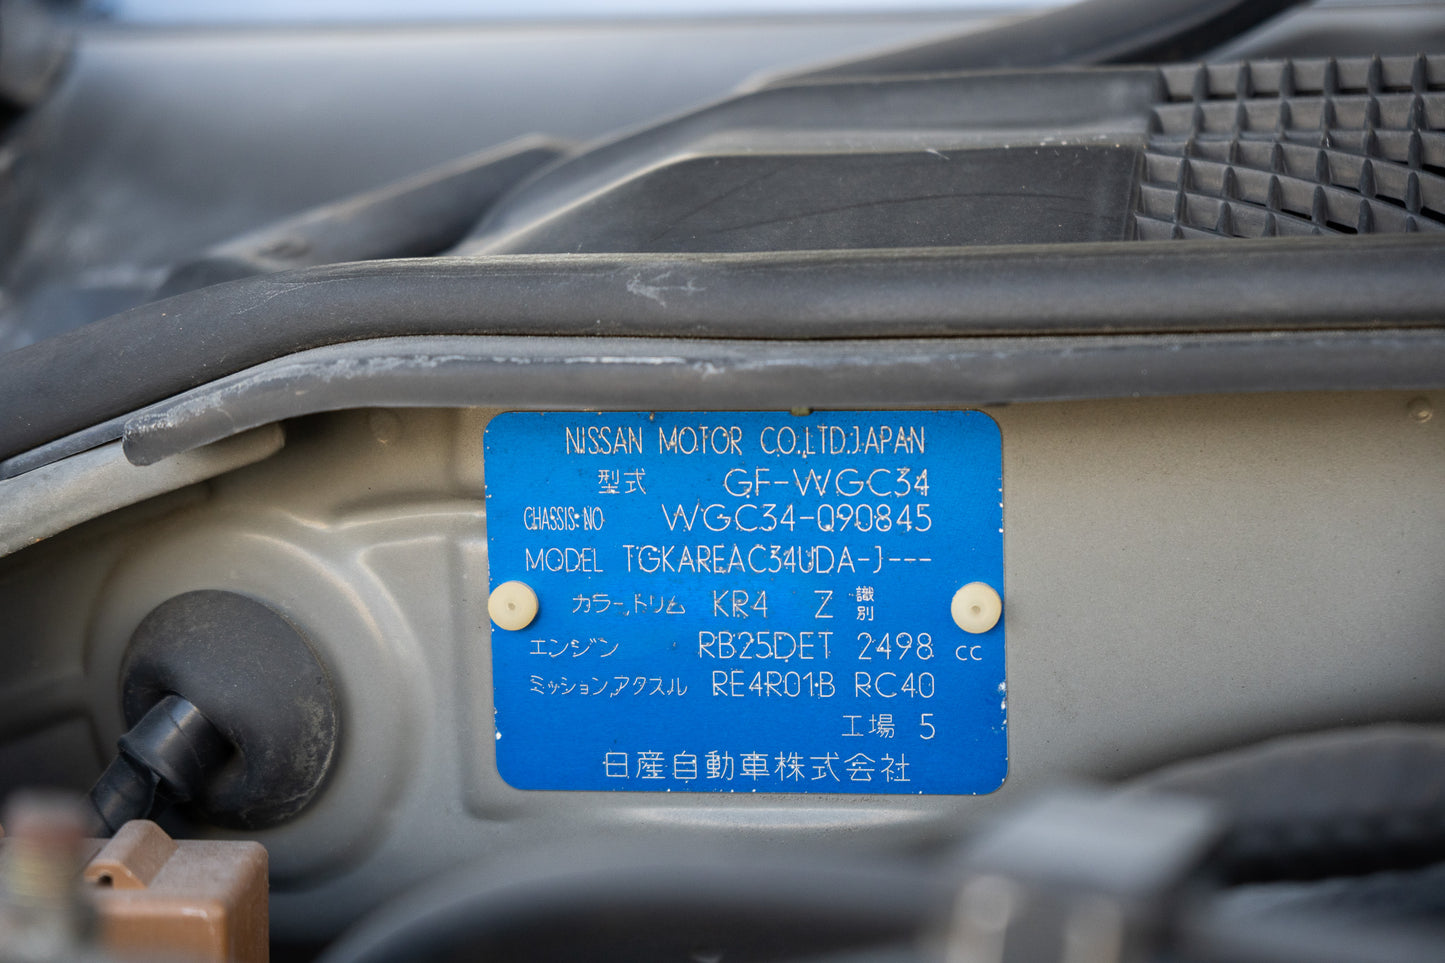 NISSAN MOTOR CO.,LTD.JAPAN
型式 GF-WGC34
CHASSIS NO WGC34-090845
MODEL TGKAREAC34UDA-J---
カラー,トリム KR4 Z 識別
エンジン RB25DET 2498 cc
ミッション,アクスル RE4R01B RC40
工場 5
日産自動車株式会社